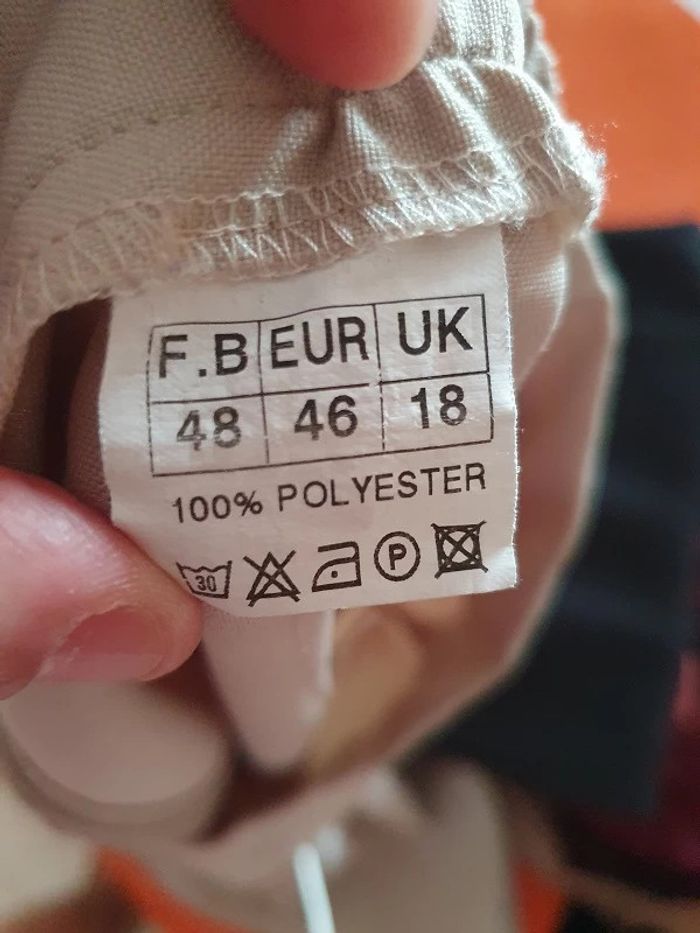 F.B EUR UK
48 46 18
100% POLYESTER
30 P